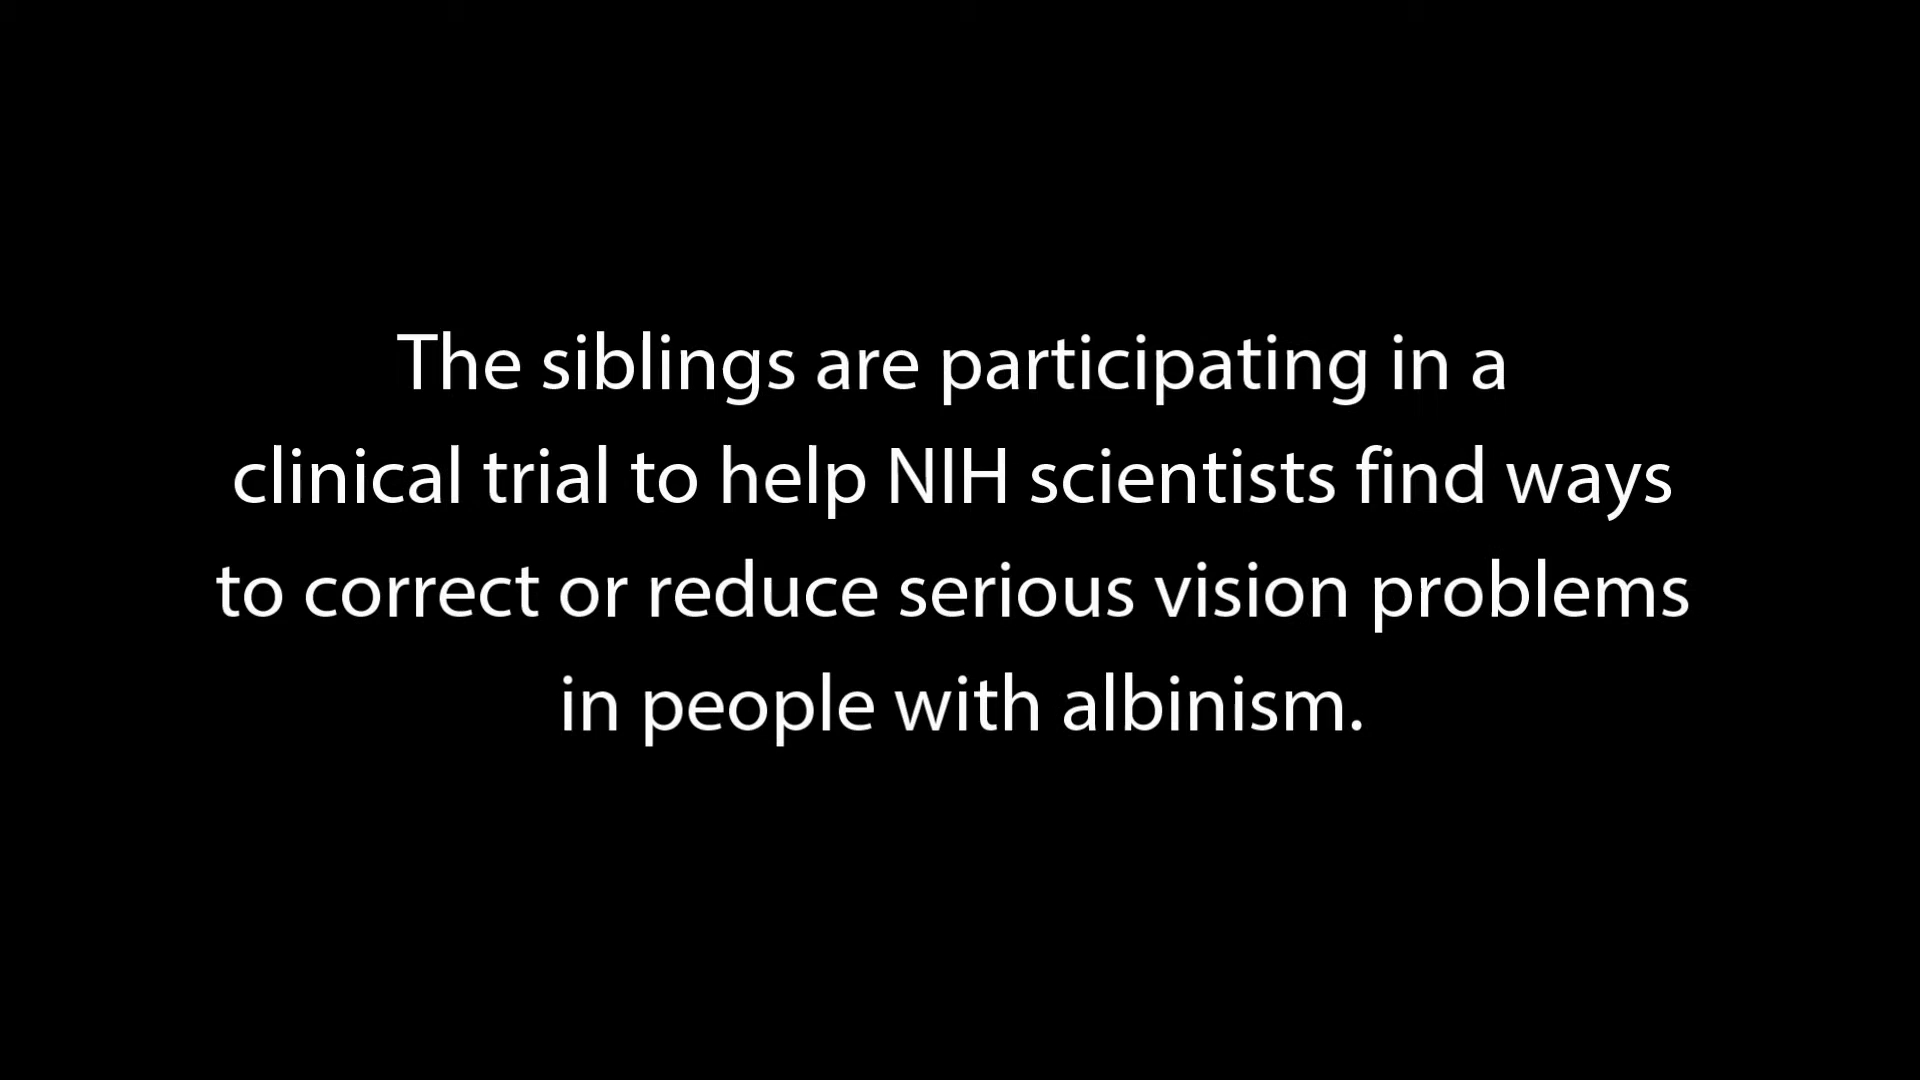 The siblings are participating in a
clinical trial to help NIH scientists find ways
to correct or reduce serious vision problems
in people with albinism.